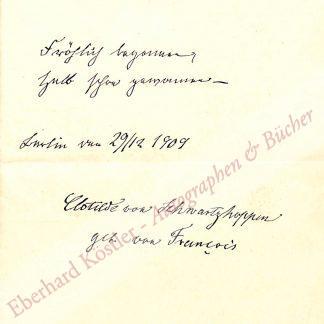 Fröhlich begonnen,
halb schon gewonnen –
Berlin den 29/12 1909
Clotilde von Schwartzkoppen
geb. von François
Eberhard Köstler - Autographen & Bücher